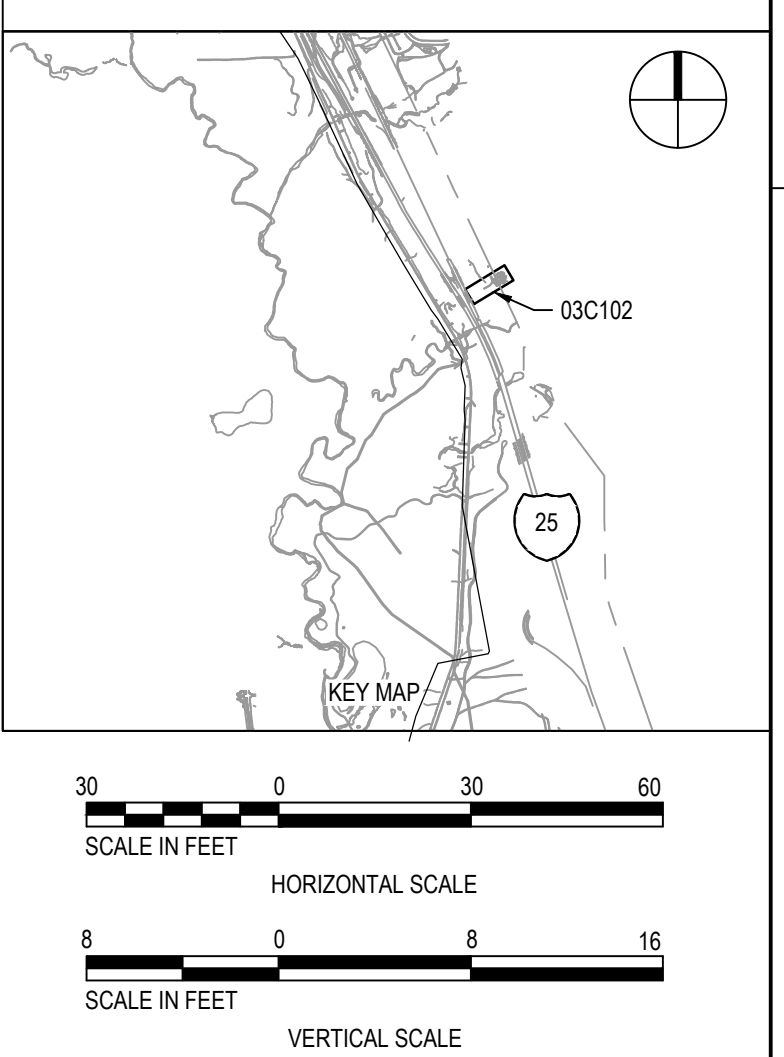 03C102
25
KEY MAP
30 0 30 60
SCALE IN FEET
HORIZONTAL SCALE
8 0 8 16
SCALE IN FEET
VERTICAL SCALE